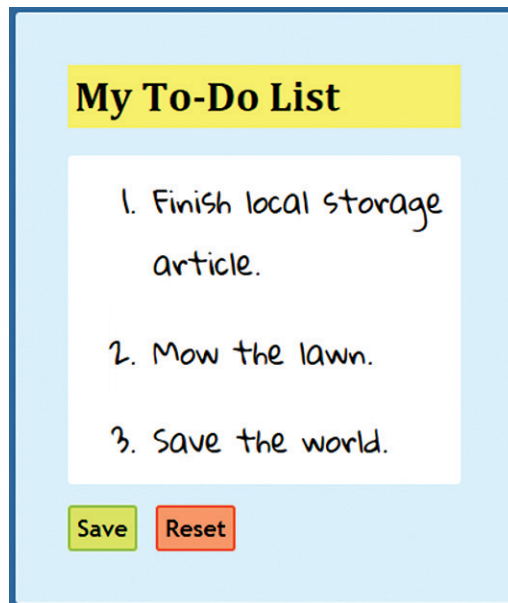 My To-Do List
1. Finish local storage
article.
2. Mow the lawn.
3. Save the world.
Save Reset